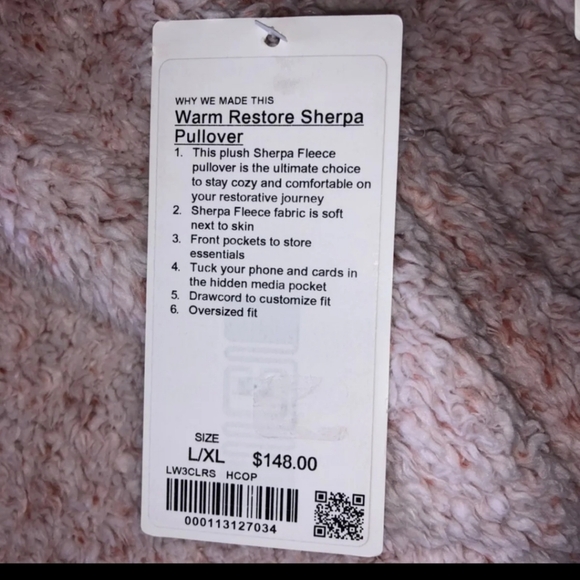 WHY WE MADE THIS
Warm Restore Sherpa
Pullover
1. This plush Sherpa Fleece
pullover is the ultimate choice
to stay cozy and comfortable on
your restorative journey
2. Sherpa Fleece fabric is soft
next to skin
3. Front pockets to store
essentials
4. Tuck your phone and cards in
the hidden media pocket
5. Drawcord to customize fit
6. Oversized fit
SIZE
L/XL $148.00
LW3CLRS HCOP
000113127034